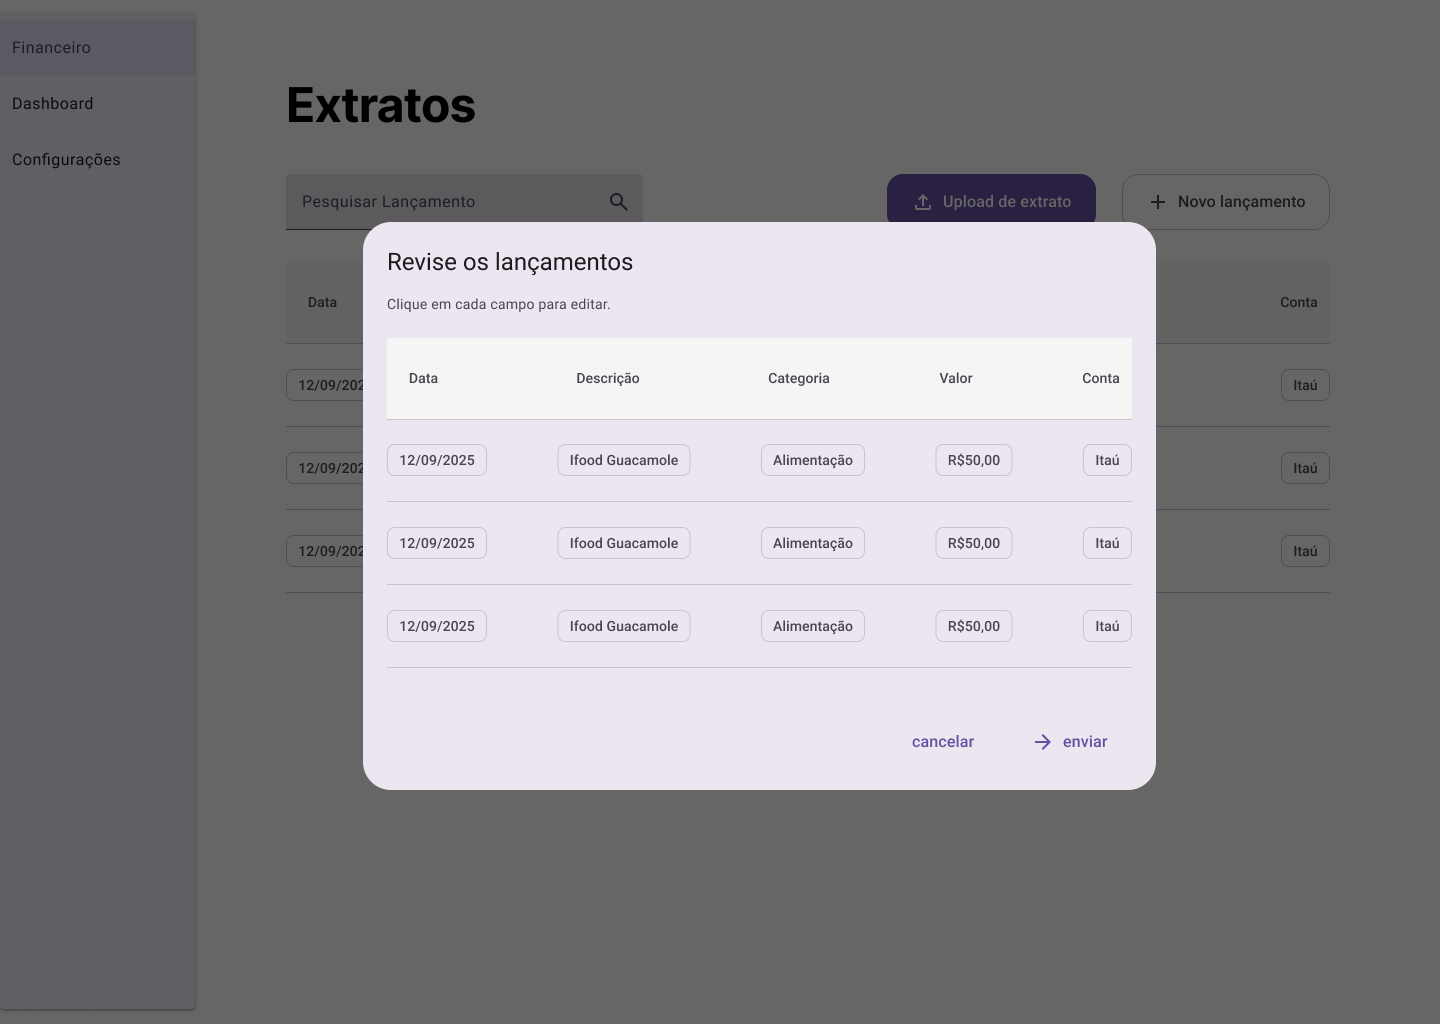 Financeiro
Dashboard
Configurações
Extratos
Pesquisar Lançamento
Upload de extrato
Novo lançamento
Data
Conta
12/09/202
Itaú
12/09/202
Itaú
12/09/202
Itaú
Revise os lançamentos
Clique em cada campo para editar.
Data Descrição Categoria Valor Conta
12/09/2025 Ifood Guacamole Alimentação R$50,00 Itaú
12/09/2025 Ifood Guacamole Alimentação R$50,00 Itaú
12/09/2025 Ifood Guacamole Alimentação R$50,00 Itaú
cancelar
enviar